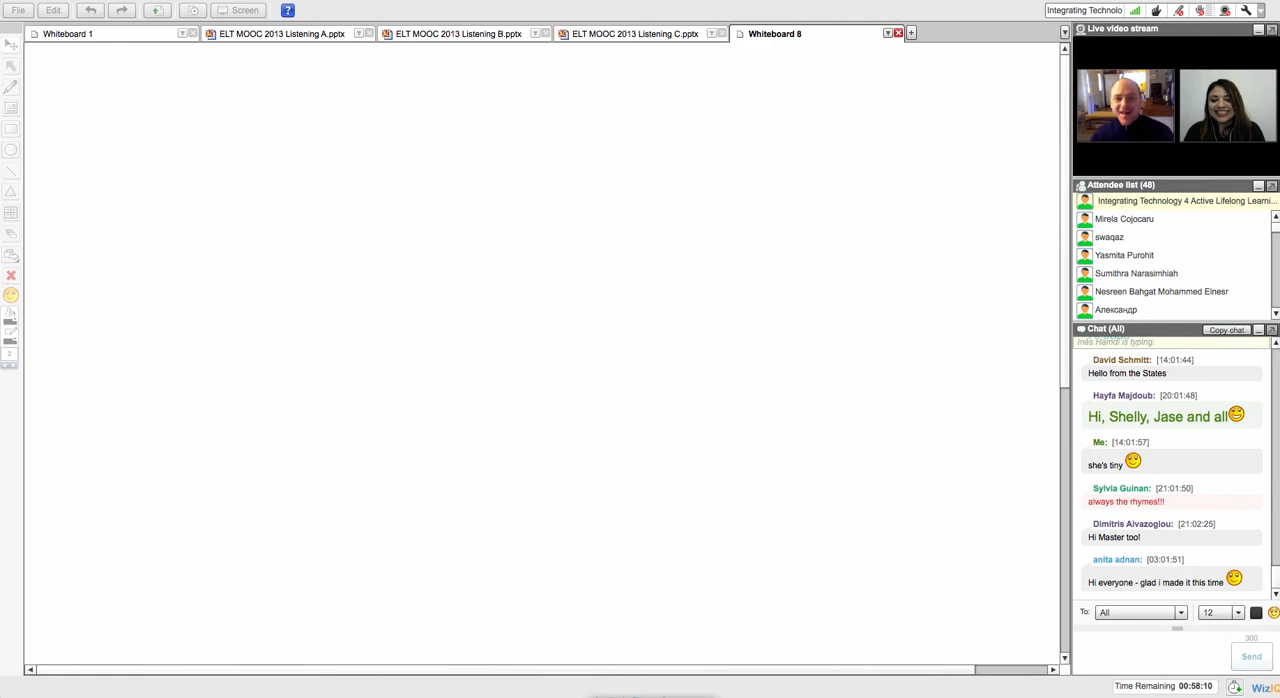 File Edit Screen ? Integrating Technolo
Whiteboard 1 ELT MOOC 2013 Listening A.pptx ELT MOOC 2013 Listening B.pptx ELT MOOC 2013 Listening C.pptx Whiteboard 8
Live video stream
Attendee list (48)
Integrating Technology 4 Active Lifelong Learni...
Mirela Cojocaru
swaqaz
Yasmita Purohit
Sumithra Narasimhiah
Nesreen Bahgat Mohammed Elnesr
Александр
Chat (All) Copy chat
Inès Hamdi is typing.
David Schmitt: [14:01:44]
Hello from the States
Hayfa Majdoub: [20:01:48]
Hi, Shelly, Jase and all
Me: [14:01:57]
she's tiny
Sylvia Guinan: [21:01:50]
always the rhymes!!!
Dimitris Aivazoglou: [21:02:25]
Hi Master too!
anita adnan: [03:01:51]
Hi everyone - glad i made it this time
To: All 12
300
Send
2
Time Remaining 00:58:10 WizIQ